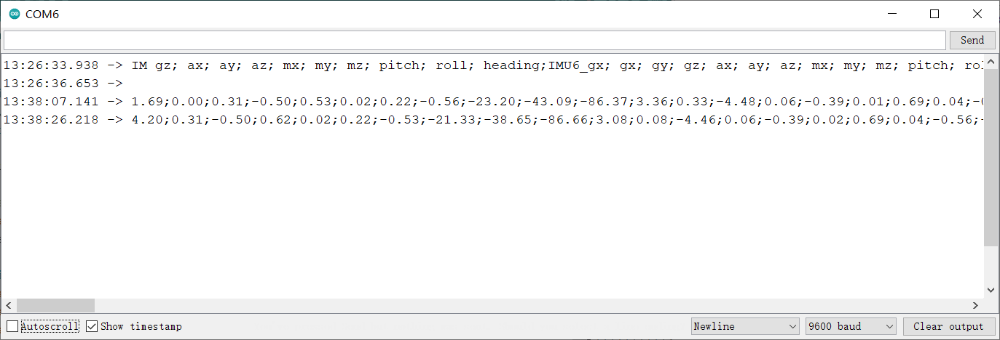 COM6
Send
13:26:33.938 -> IM gz; ax; ay; az; mx; my; mz; pitch; roll; heading;IMU6_gx; gx; gy; gz; ax; ay; az; mx; my; mz; pitch; rol
13:26:36.653 ->
13:38:07.141 -> 1.69;0.00;0.31;-0.50;0.53;0.02;0.22;-0.56;-23.20;-43.09;-86.37;3.36;0.33;-4.48;0.06;-0.39;0.01;0.69;0.04;-0
13:38:26.218 -> 4.20;0.31;-0.50;0.62;0.02;0.22;-0.53;-21.33;-38.65;-86.66;3.08;0.08;-4.46;0.06;-0.39;0.02;0.69;0.04;-0.56;-
Autoscroll Show timestamp Newline 9600 baud Clear output